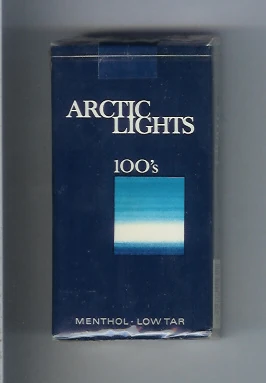 ARCTIC
LIGHTS
100's
MENTHOL · LOW TAR